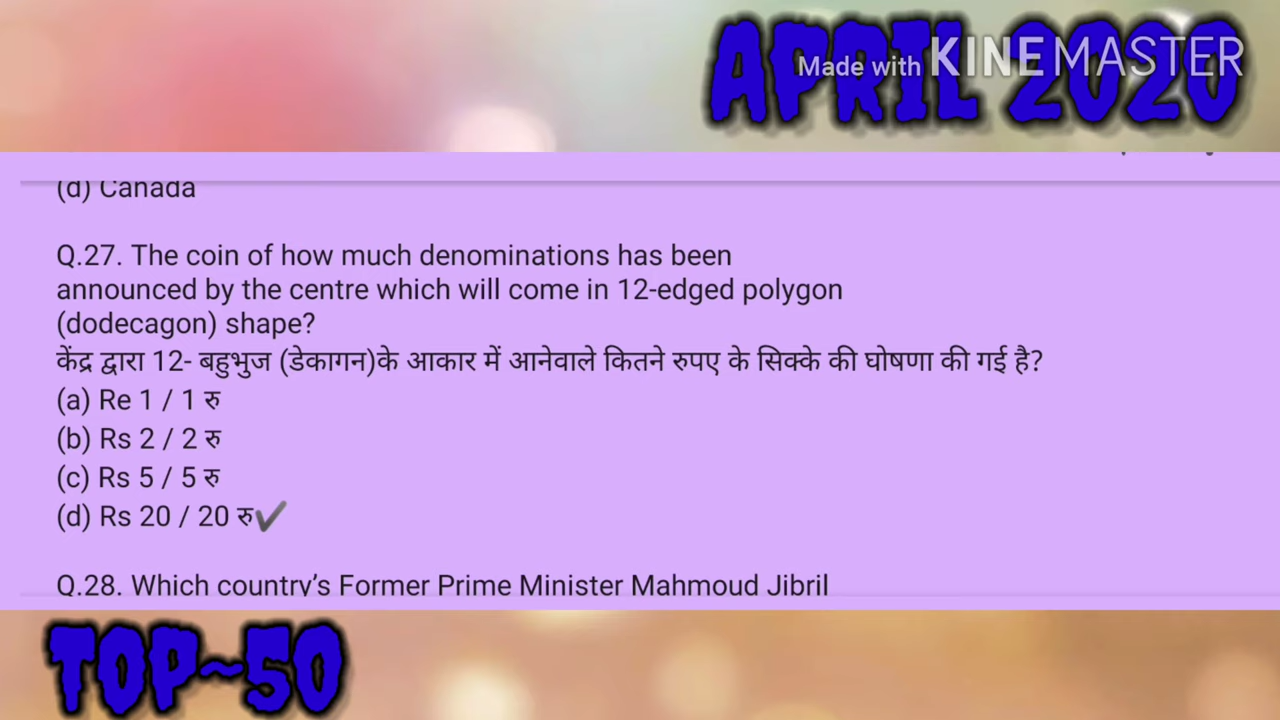 APRIL 2020
Made with KINEMASTER
(d) Canada
Q.27. The coin of how much denominations has been
announced by the centre which will come in 12-edged polygon
(dodecagon) shape?
केंद्र द्वारा 12- बहुभुज (डेकागन)के आकार में आनेवाले कितने रुपए के सिक्के की घोषणा की गई है?
(a) Re 1 / 1 रु
(b) Rs 2 / 2 रु
(c) Rs 5 / 5 रु
(d) Rs 20 / 20 रु✔
Q.28. Which country's Former Prime Minister Mahmoud Jibril
TOP~50